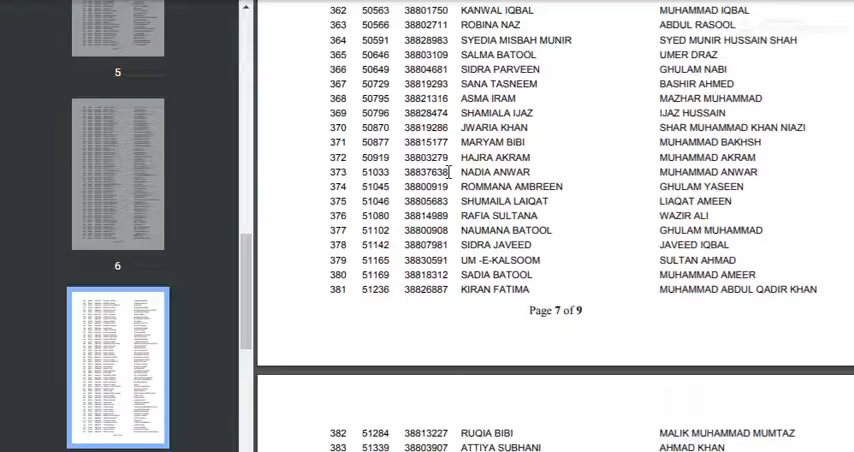 362 50563 38801750 KANWAL IQBAL MUHAMMAD IQBAL
363 50566 38802711 ROBINA NAZ ABDUL RASOOL
364 50591 38828983 SYEDIA MISBAH MUNIR SYED MUNIR HUSSAIN SHAH
365 50646 38803109 SALMA BATOOL UMER DRAZ
366 50649 38804681 SIDRA PARVEEN GHULAM NABI
367 50729 38819293 SANA TASNEEM BASHIR AHMED
368 50795 38821316 ASMA IRAM MAZHAR MUHAMMAD
369 50796 38828474 SHAMIALA IJAZ IJAZ HUSSAIN
370 50870 38819286 JWARIA KHAN SHAR MUHAMMAD KHAN NIAZI
371 50877 38815177 MARYAM BIBI MUHAMMAD BAKHSH
372 50919 38803279 HAJRA AKRAM MUHAMMAD AKRAM
373 51033 38837638 NADIA ANWAR MUHAMMAD ANWAR
374 51045 38800919 ROMMANA AMBREEN GHULAM YASEEN
375 51046 38805683 SHUMAILA LAIQAT LIAQAT AMEEN
376 51080 38814989 RAFIA SULTANA WAZIR ALI
377 51102 38800908 NAUMANA BATOOL GHULAM MUHAMMAD
378 51142 38807981 SIDRA JAVEED JAVEED IQBAL
379 51165 38830591 UM -E-KALSOOM SULTAN AHMAD
380 51169 38818312 SADIA BATOOL MUHAMMAD AMEER
381 51236 38826887 KIRAN FATIMA MUHAMMAD ABDUL QADIR KHAN
Page 7 of 9
382 51284 38813227 RUQIA BIBI MALIK MUHAMMAD MUMTAZ
383 51339 38803907 ATTIYA SUBHANI AHMAD KHAN
5
6